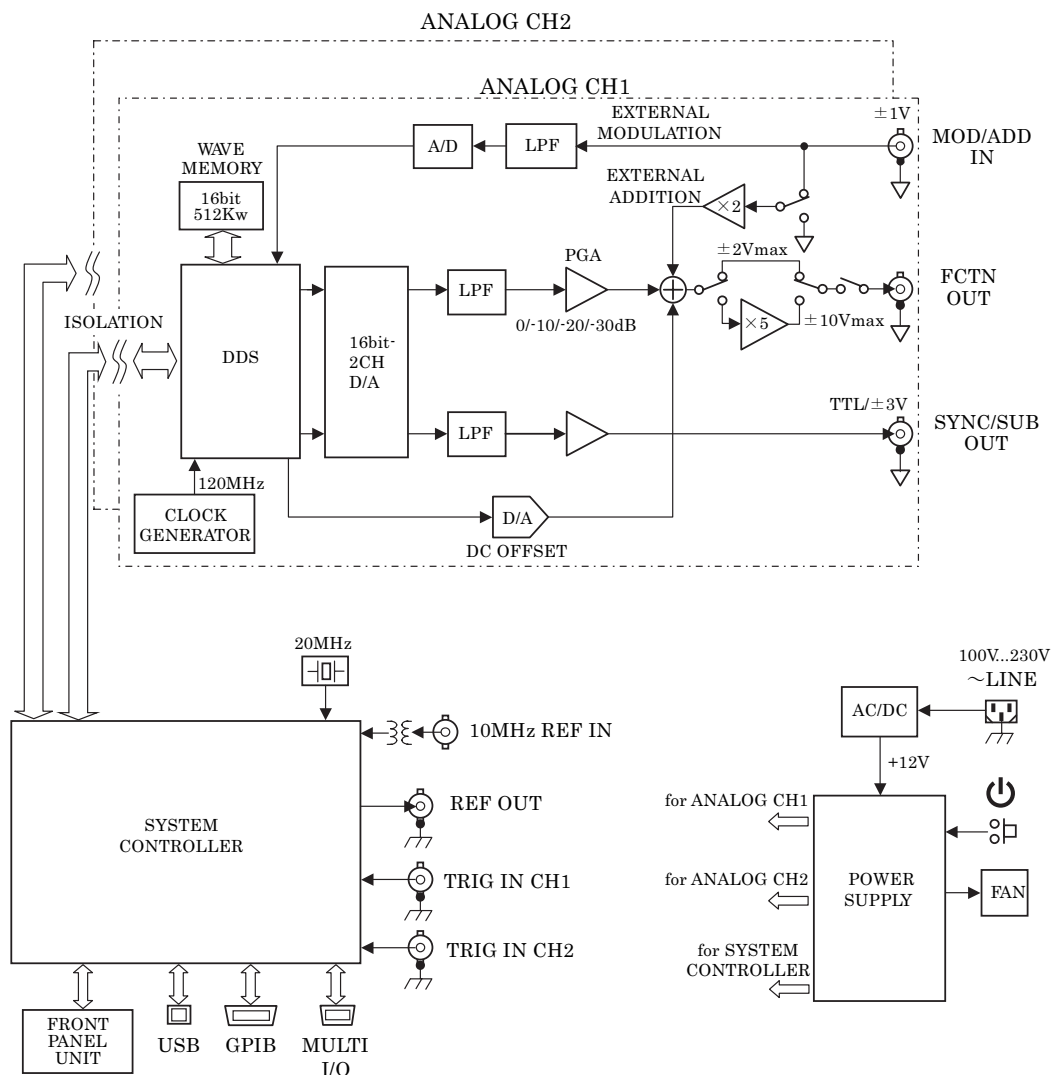 ANALOG CH2
ANALOG CH1
EXTERNAL
MODULATION
±1V
MOD/ADD
IN
WAVE
MEMORY
A/D
LPF
16bit
512Kw
EXTERNAL
ADDITION
×2
±2Vmax
PGA
LPF
FCTN
OUT
ISOLATION
0/-10/-20/-30dB
×5
±10Vmax
DDS
16bit-
2CH
D/A
TTL/±3V
LPF
SYNC/SUB
OUT
120MHz
CLOCK
GENERATOR
D/A
DC OFFSET
20MHz
100V...230V
～LINE
AC/DC
10MHz REF IN
+12V
REF OUT
for ANALOG CH1
SYSTEM
CONTROLLER
TRIG IN CH1
for ANALOG CH2
POWER
SUPPLY
FAN
TRIG IN CH2
for SYSTEM
CONTROLLER
FRONT
PANEL
UNIT
USB
GPIB
MULTI
I/O